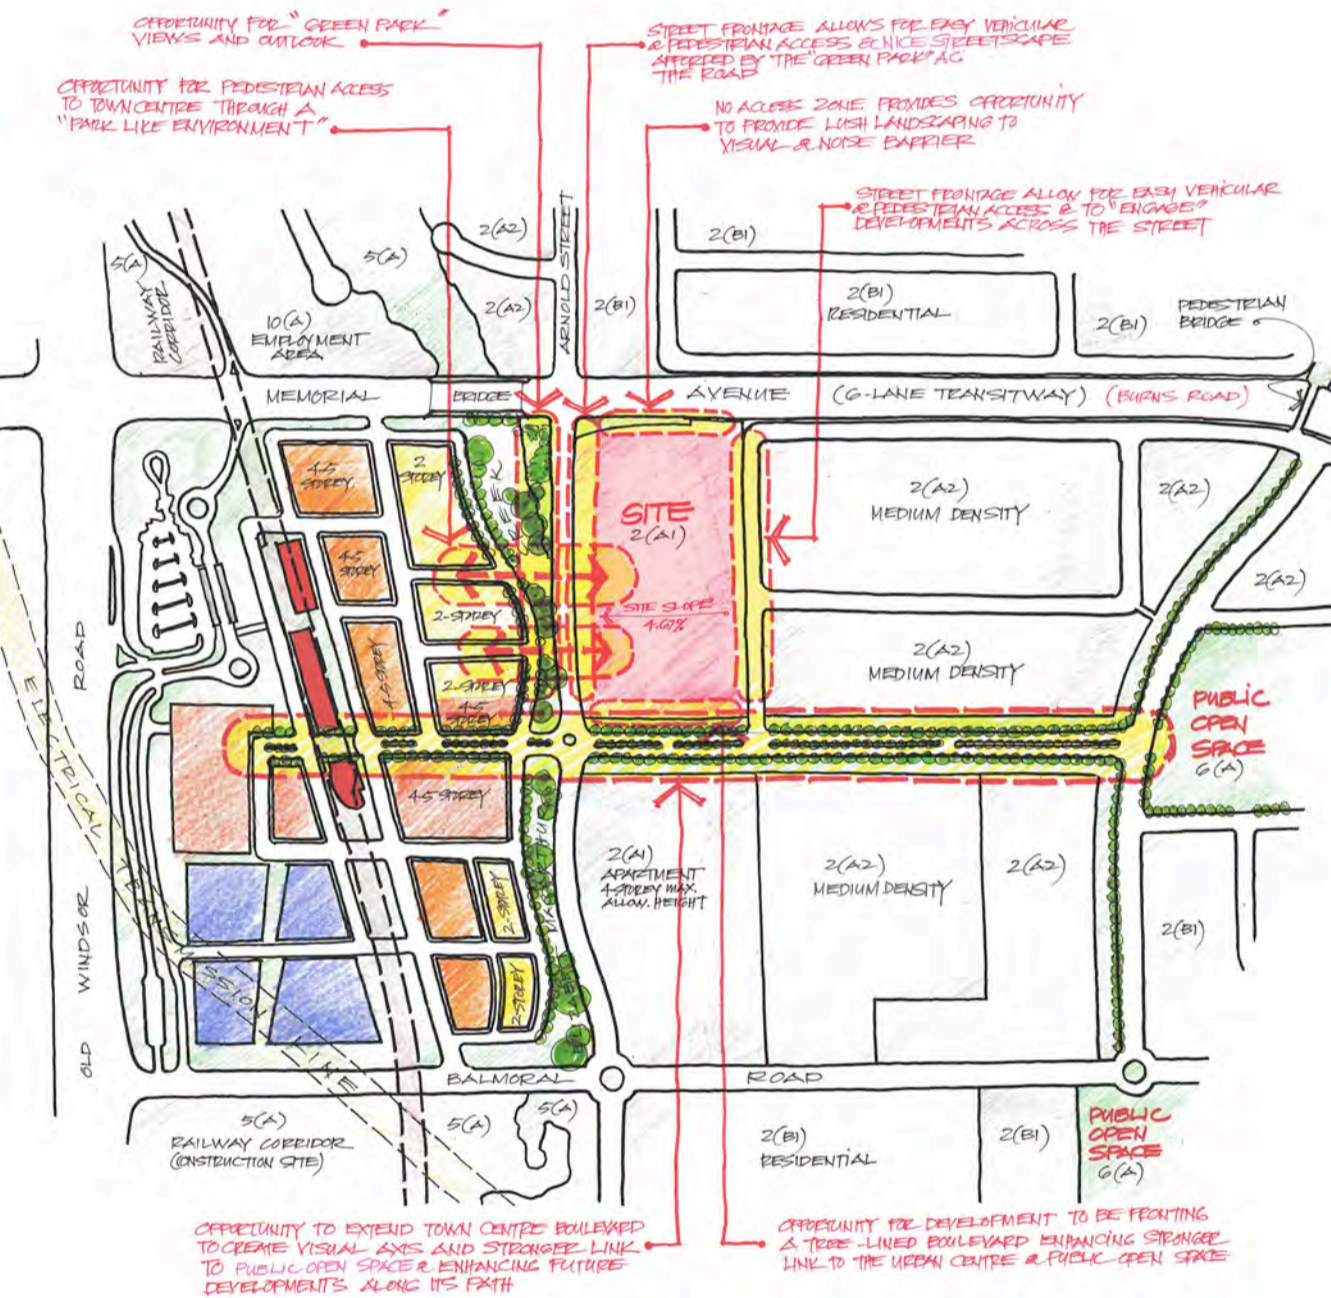 OPPORTUNITY FOR "GREEN PARK"
VIEWS AND OUTLOOK
STREET FRONTAGE ALLOWS FOR EASY VEHICULAR
& PEDESTRIAN ACCESS & NICE STREETSCAPE
AFFORDED BY THE "GREEN PARK" AC
THE ROAD
OPPORTUNITY FOR PEDESTRIAN ACCESS
TO TOWN CENTRE THROUGH A
"PARK LIKE ENVIRONMENT"
NO ACCESS ZONE PROVIDES OPPORTUNITY
TO PROVIDE LUSH LANDSCAPING TO
VISUAL & NOISE BARRIER
STREET FRONTAGE ALLOW FOR EASY VEHICULAR
& PEDESTRIAN ACCESS & TO "ENGAGE"
DEVELOPMENTS ACROSS THE STREET
5(A)
RAILWAY
CORRIDOR
5(A)
2(A2)
2(A2)
ARNOLD STREET
2(B1)
2(B1)
2(B1)
RESIDENTIAL
2(B1)
PEDESTRIAN
BRIDGE
10(A)
EMPLOYMENT
AREA
MEMORIAL
BRIDGE
AVENUE
(6-LANE TRANSITWAY)
(BURNS ROAD)
4-5
STOREY
2
STOREY
CREEK
SITE
2(A1)
2(A2)
MEDIUM DENSITY
2(A2)
4-5
STOREY
2(A2)
2-STOREY
SITE SLOPE
4.67%
4-5 STOREY
2-STOREY
4-5
STOREY
2(A2)
MEDIUM DENSITY
PUBLIC
OPEN
SPACE
6(A)
ELECTRICAL TRANSMISSION LINE
OLD WINDSOR ROAD
4-5 STOREY
2(A1)
APARTMENT
4-STOREY MAX.
ALLOW. HEIGHT
2(A2)
MEDIUM DENSITY
2(A2)
2-STOREY
2(B1)
2-STOREY
BALMORAL
ROAD
5(A)
RAILWAY CORRIDOR
(CONSTRUCTION SITE)
5(A)
5(A)
2(B1)
RESIDENTIAL
2(B1)
PUBLIC
OPEN
SPACE
6(A)
OPPORTUNITY TO EXTEND TOWN CENTRE BOULEVARD
TO CREATE VISUAL AXIS AND STRONGER LINK
TO PUBLIC OPEN SPACE & ENHANCING FUTURE
DEVELOPMENTS ALONG ITS PATH
OPPORTUNITY FOR DEVELOPMENT TO BE FRONTING
A TREE-LINED BOULEVARD ENHANCING STRONGER
LINK TO THE URBAN CENTRE & PUBLIC OPEN SPACE